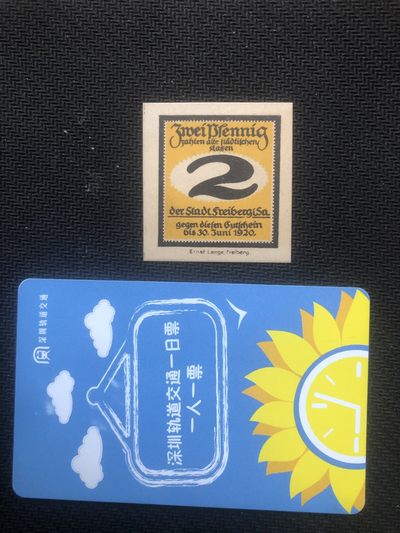 Zwei Pfennig
zahlen alle städtischen
Kassen
2
der Stadt Freiberg i. Sa.
gegen diesen Gutschein
bis 30. Juni 1920.
Ernst Lange, Freiberg.
深圳轨道交通
深圳轨道交通一日票
一人一票